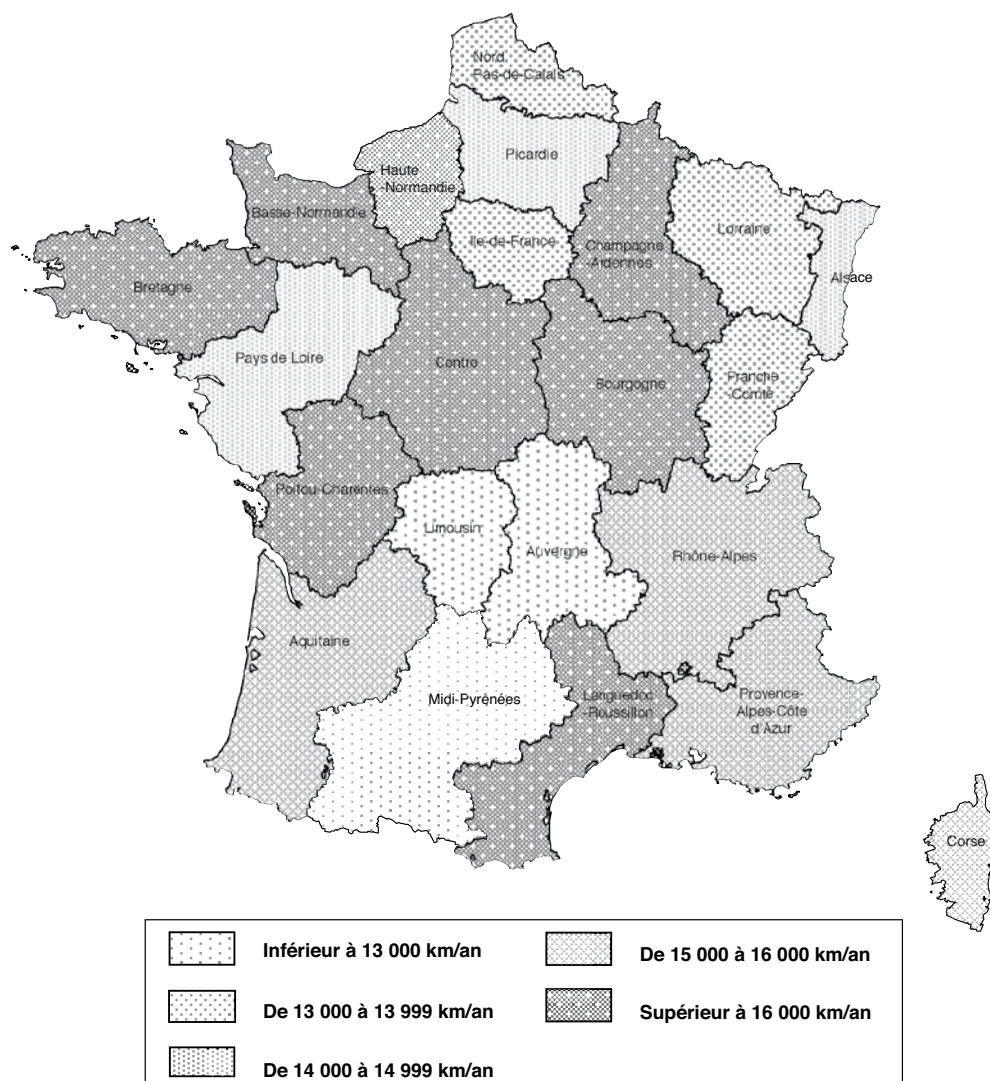 Nord
Pas-de-Calais
Picardie
Haute
-Normandie
Basse-Normandie
Ile-de-France
Champagne
-Ardennes
Lorraine
Alsace
Bretagne
Pays de Loire
Centre
Bourgogne
Franche
-Comté
Poitou-Charentes
Limousin
Auvergne
Rhône-Alpes
Aquitaine
Midi-Pyrénées
Languedoc
-Roussillon
Provence-
Alpes-Côte
d'Azur
Corse
Inférieur à 13 000 km/an
De 13 000 à 13 999 km/an
De 14 000 à 14 999 km/an
De 15 000 à 16 000 km/an
Supérieur à 16 000 km/an